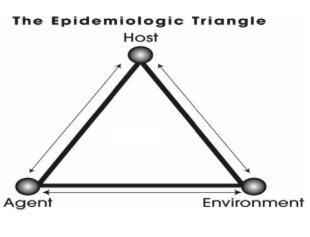 The Epidemiologic Triangle
Host
Agent
Environment